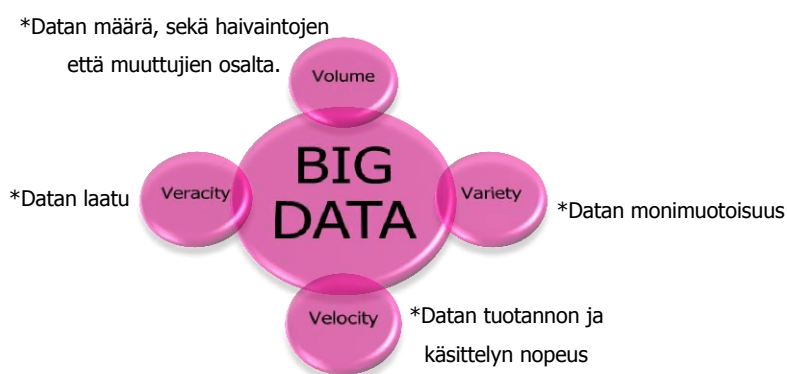 *Datan määrä, sekä haivaintojen
että muuttujien osalta.
Volume
BIG
DATA
Veracity
*Datan laatu
Variety
*Datan monimuotoisuus
Velocity
*Datan tuotannon ja
käsittelyn nopeus